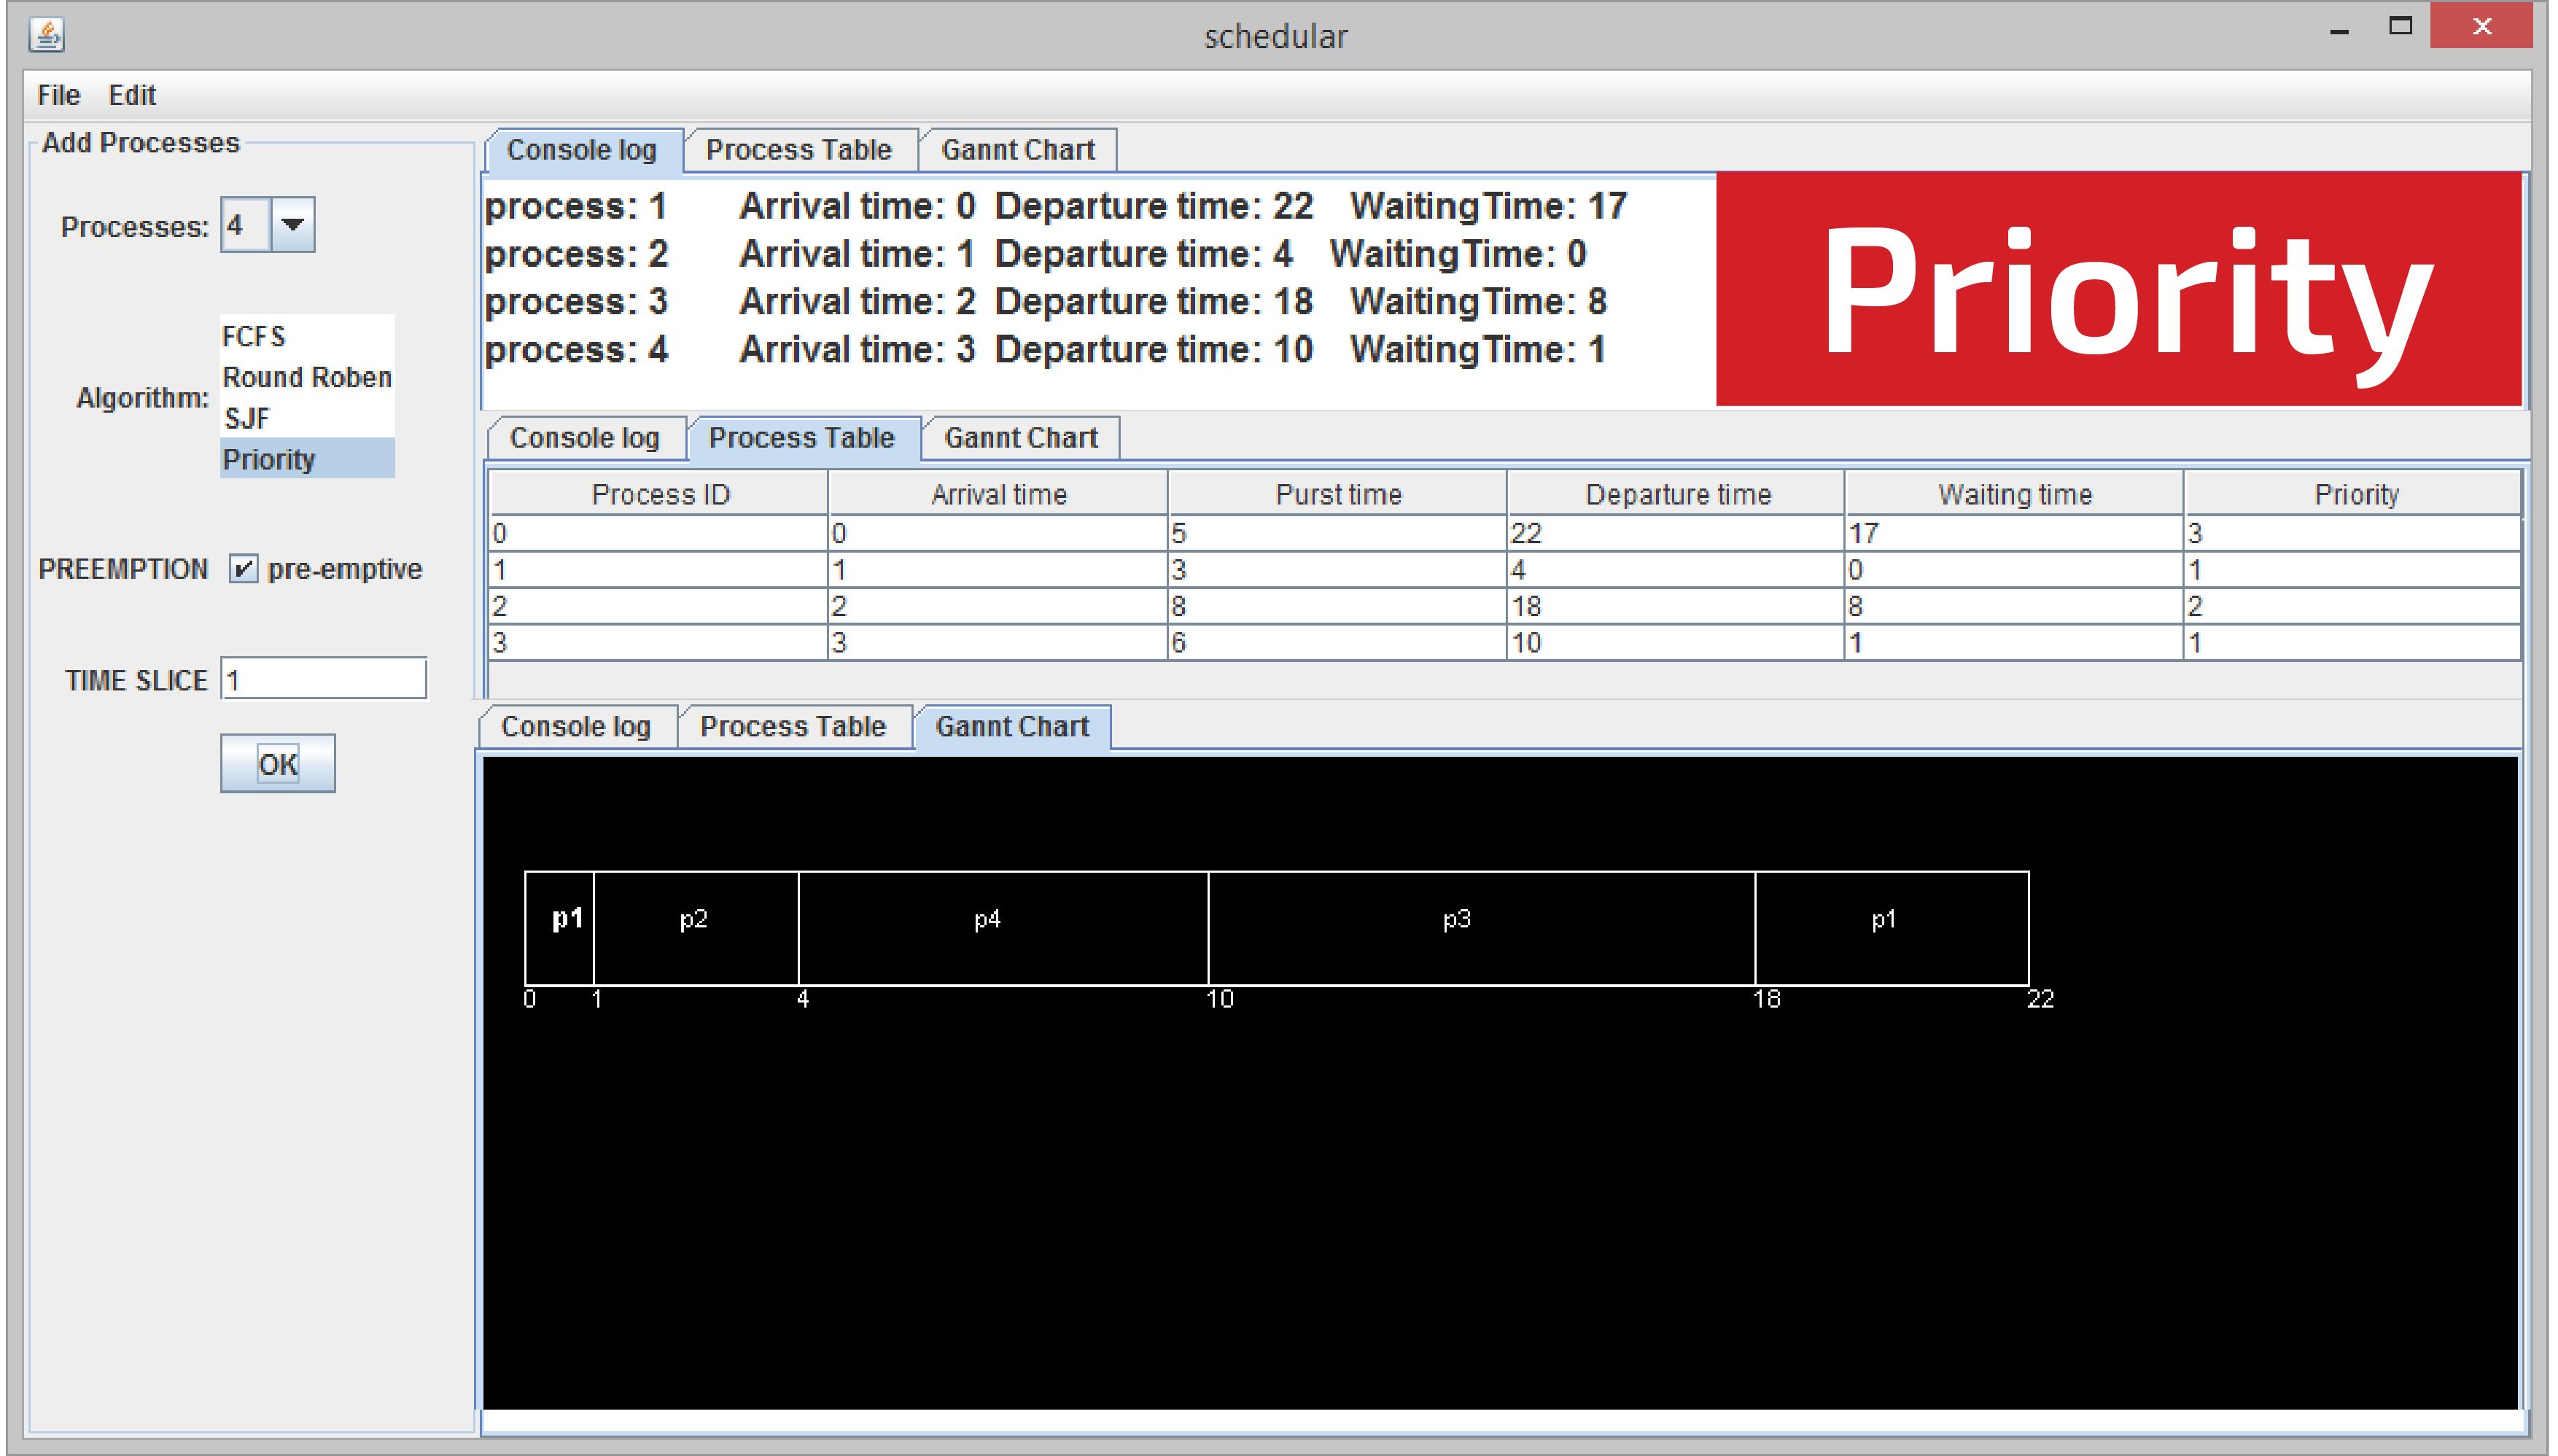 schedular
File Edit
Add Processes
Processes: 4
Algorithm:
FCFS
Round Roben
SJF
Priority
PREEMPTION pre-emptive
TIME SLICE 1
OK
Console log Process Table Gannt Chart
process: 1 Arrival time: 0 Departure time: 22 WaitingTime: 17
process: 2 Arrival time: 1 Departure time: 4 WaitingTime: 0
process: 3 Arrival time: 2 Departure time: 18 WaitingTime: 8
process: 4 Arrival time: 3 Departure time: 10 WaitingTime: 1
Priority
Console log Process Table Gannt Chart
Process ID Arrival time Purst time Departure time Waiting time Priority
0 0 5 22 17 3
1 1 3 4 0 1
2 2 8 18 8 2
3 3 6 10 1 1
Console log Process Table Gannt Chart
p1 p2 p4 p3 p1
0 1 4 10 18 22